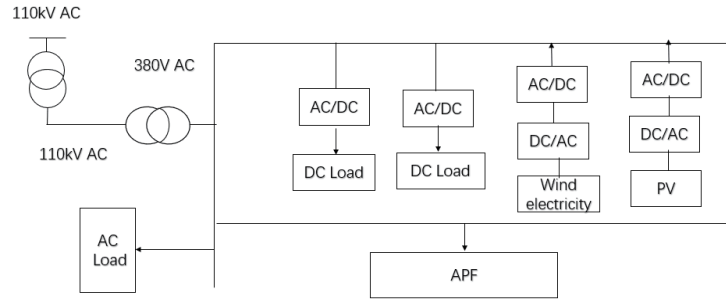 110kV AC
380V AC
110kV AC
AC/DC
AC/DC
AC/DC
AC/DC
DC/AC
DC/AC
DC Load
DC Load
Wind
electricity
PV
AC
Load
APF